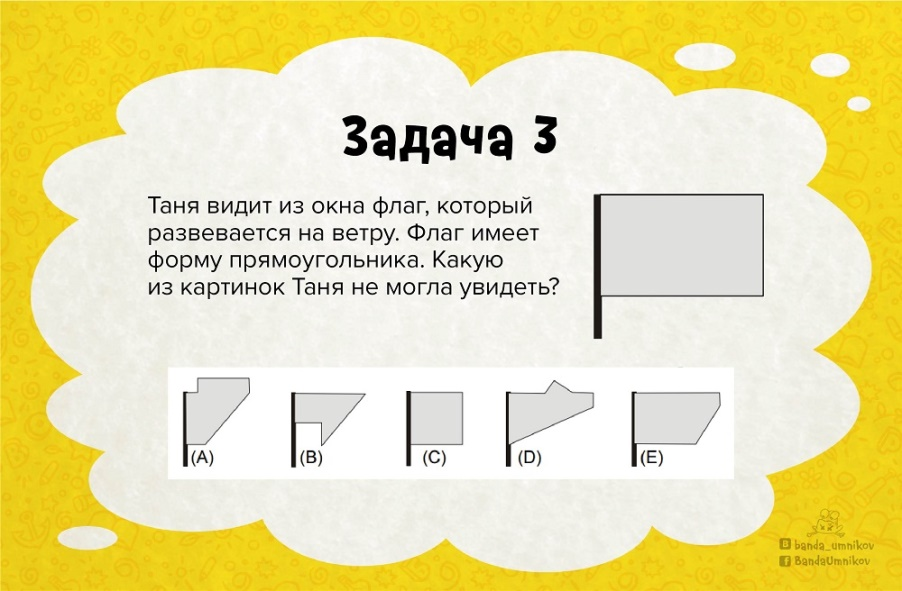 Задача 3
Таня видит из окна флаг, который
развевается на ветру. Флаг имеет
форму прямоугольника. Какую
из картинок Таня не могла увидеть?
(A) (B) (C) (D) (E)
banda_umnikov
BandaUmnikov